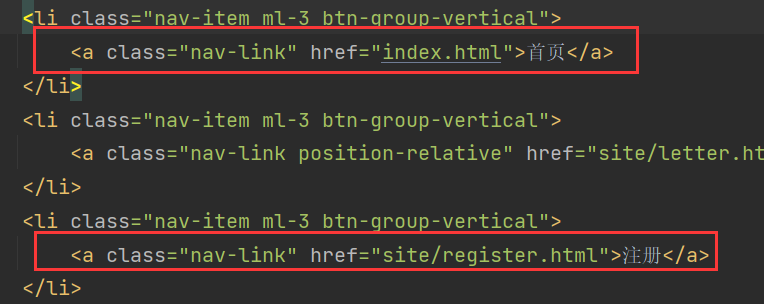 <li class="nav-item ml-3 btn-group-vertical">
<a class="nav-link" href="index.html">首页</a>
</li>
<li class="nav-item ml-3 btn-group-vertical">
<a class="nav-link position-relative" href="site/letter.ht
</li>
<li class="nav-item ml-3 btn-group-vertical">
<a class="nav-link" href="site/register.html">注册</a>
</li>